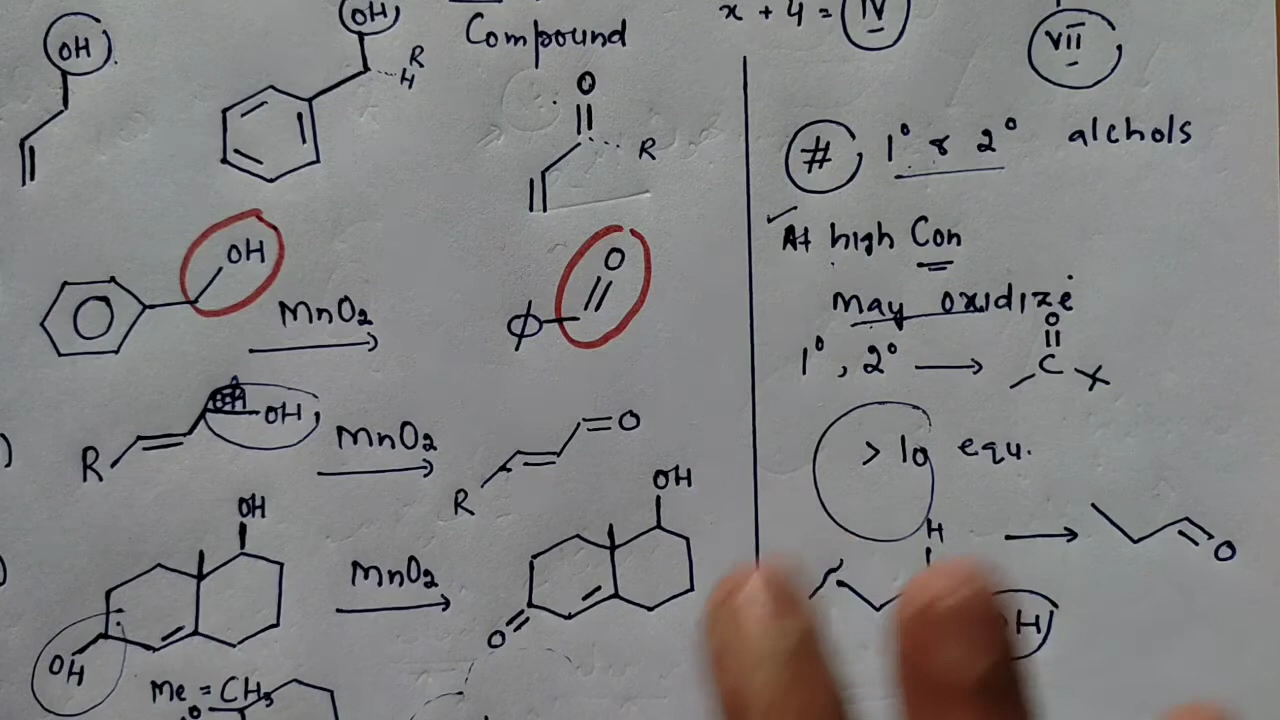 OH
OH
R
H
Compound
O
R
x + 4 = IV
VII
# 1° & 2° alchols
At high Con
may oxidize
1°, 2° →
O
C
> 10 equ.
H
→
O
H
OH
MnO2
→
ϕ
O
R
OH
MnO2
→
O
R
OH
OH
MnO2
→
OH
O
Me = CH3